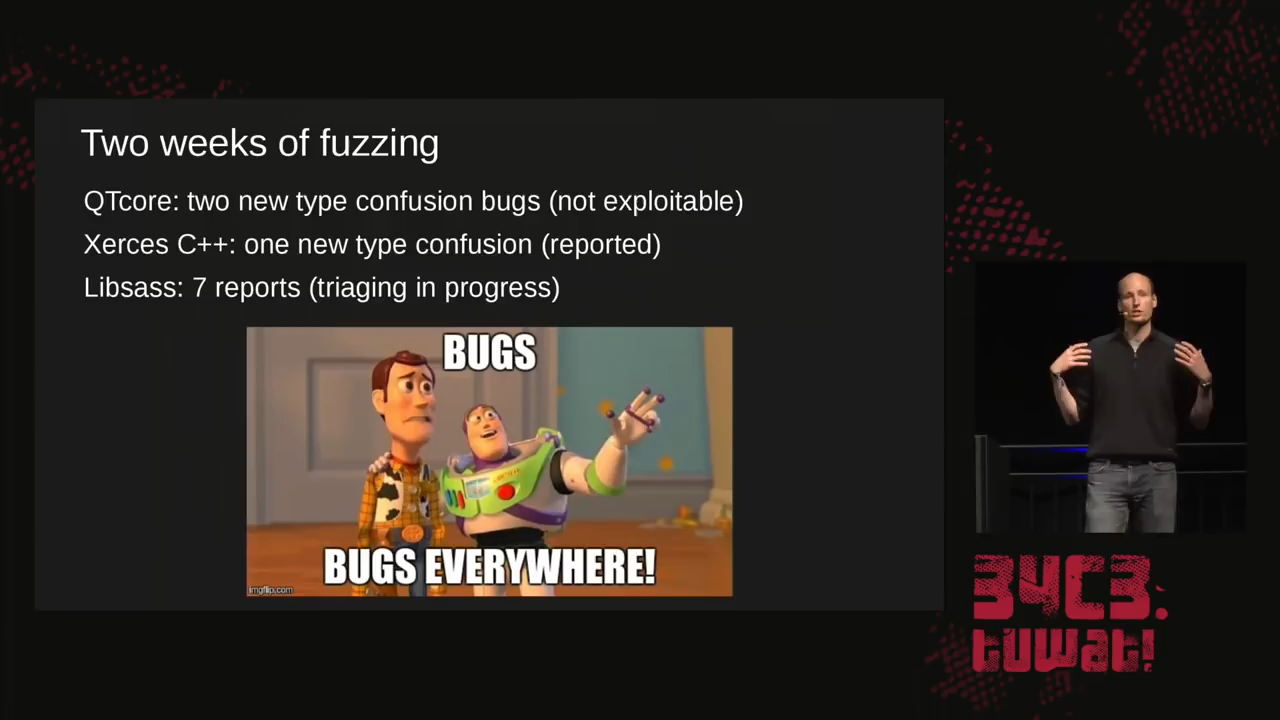 Two weeks of fuzzing
QTcore: two new type confusion bugs (not exploitable)
Xerces C++: one new type confusion (reported)
Libsass: 7 reports (triaging in progress)
BUGS
BUGS EVERYWHERE!
imgflip.com
34C3.
tuwat!